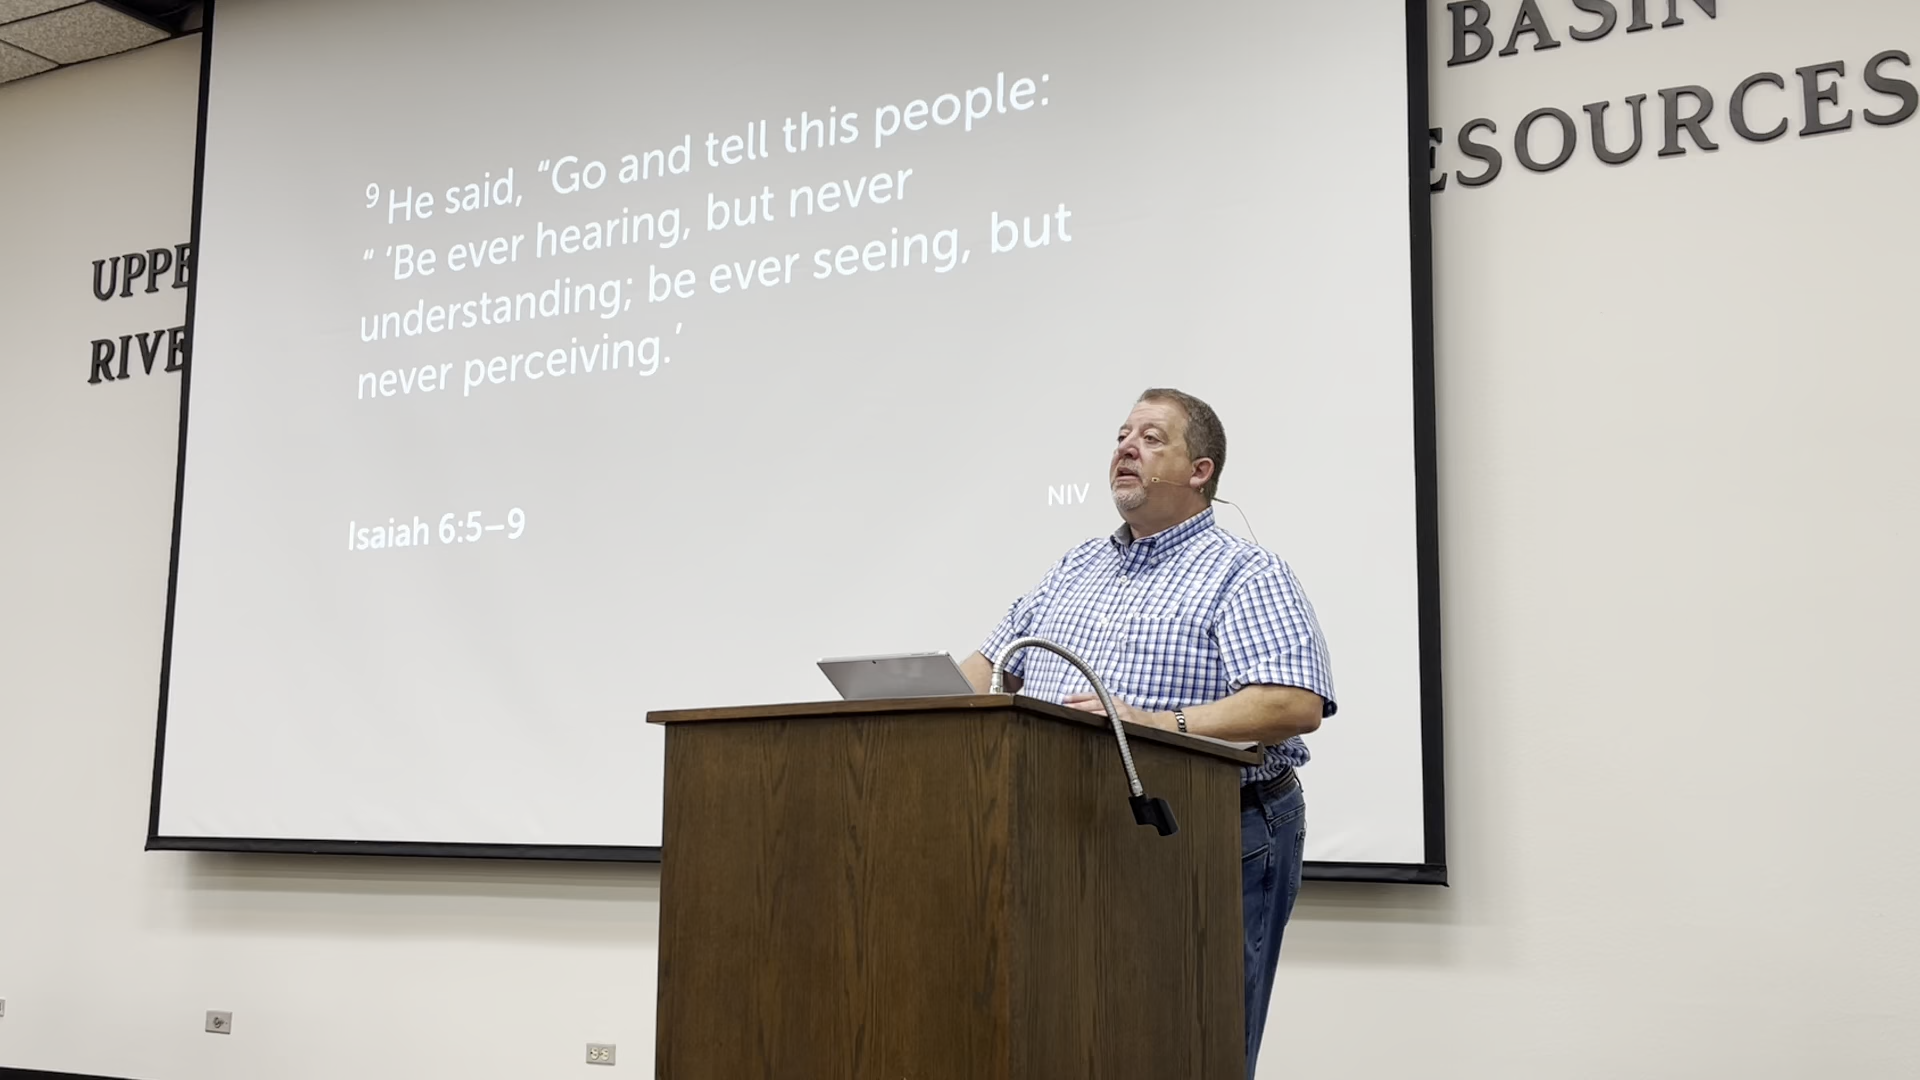 ⁹ He said, “Go and tell this people:
“ ‘Be ever hearing, but never
understanding; be ever seeing, but
never perceiving.’
Isaiah 6:5–9
NIV
UPPE
RIVE
BASIN
ESOURCES